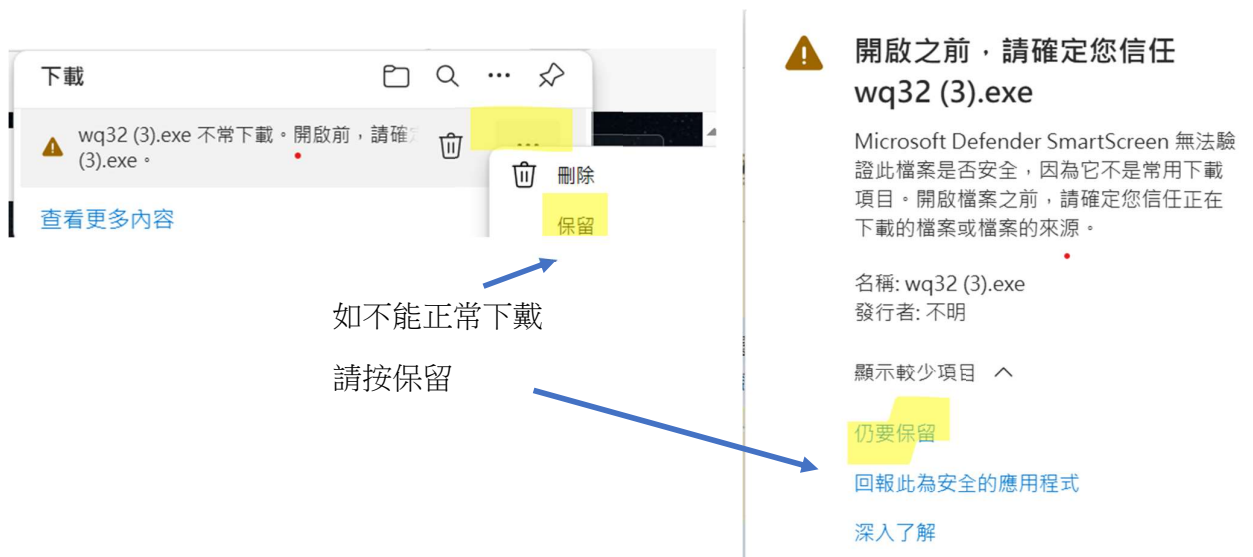 下載
wq32 (3).exe 不常下載。開啟前，請確
(3).exe。
刪除
保留
查看更多內容
如不能正常下戴
請按保留
開啟之前，請確定您信任
wq32 (3).exe
Microsoft Defender SmartScreen 無法驗
證此檔案是否安全，因為它不是常用下載
項目。開啟檔案之前，請確定您信任正在
下載的檔案或檔案的來源。
名稱: wq32 (3).exe
發行者: 不明
顯示較少項目
仍要保留
回報此為安全的應用程式
深入了解